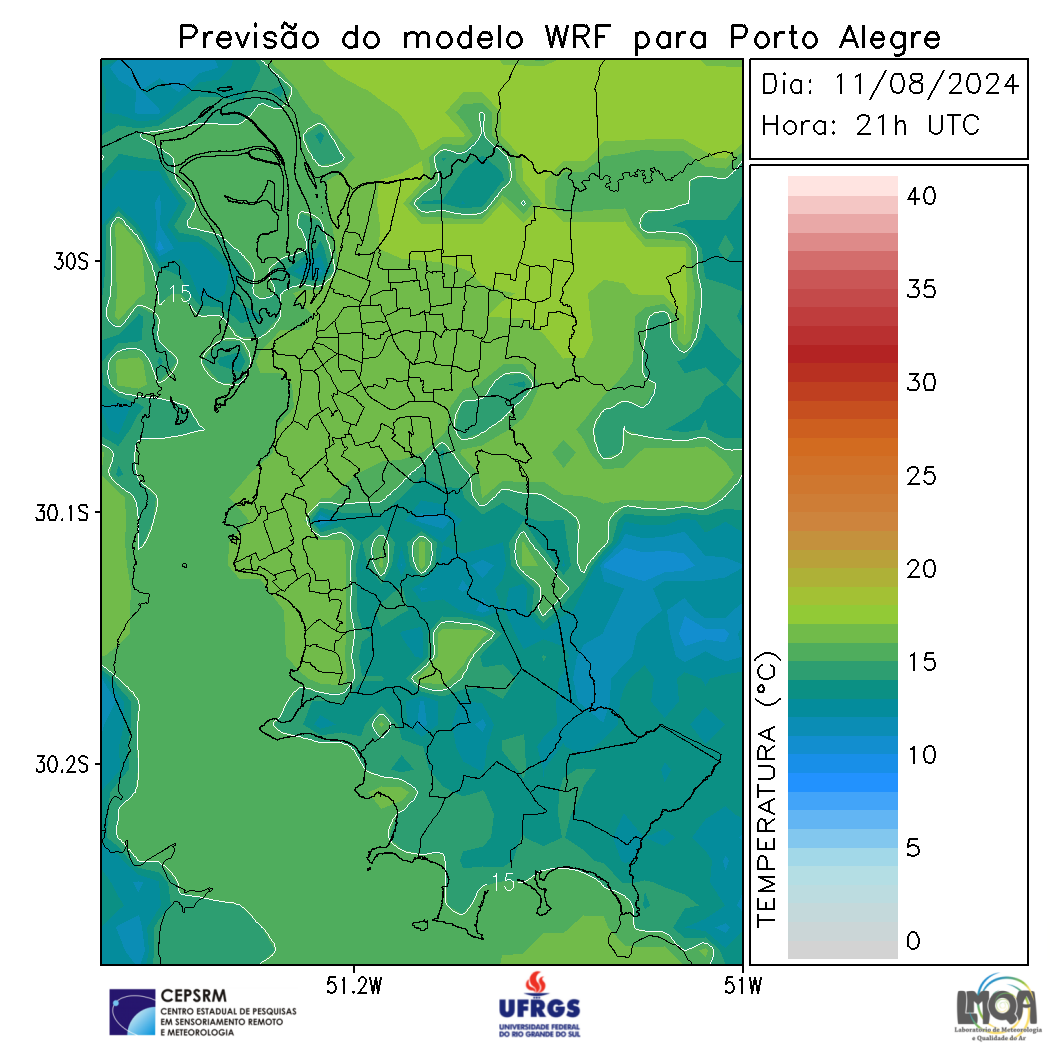 Previsão do modelo WRF para Porto Alegre
Dia: 11/08/2024
Hora: 21h UTC
30S
30.1S
30.2S
51.2W
51W
15
15
TEMPERATURA (°C)
40
35
30
25
20
15
10
5
0
CEPSRM
CENTRO ESTADUAL DE PESQUISAS
EM SENSORIAMENTO REMOTO
E METEOROLOGIA
UFRGS
UNIVERSIDADE FEDERAL
DO RIO GRANDE DO SUL
LMQA
Laboratório de Meteorologia
e Qualidade do Ar